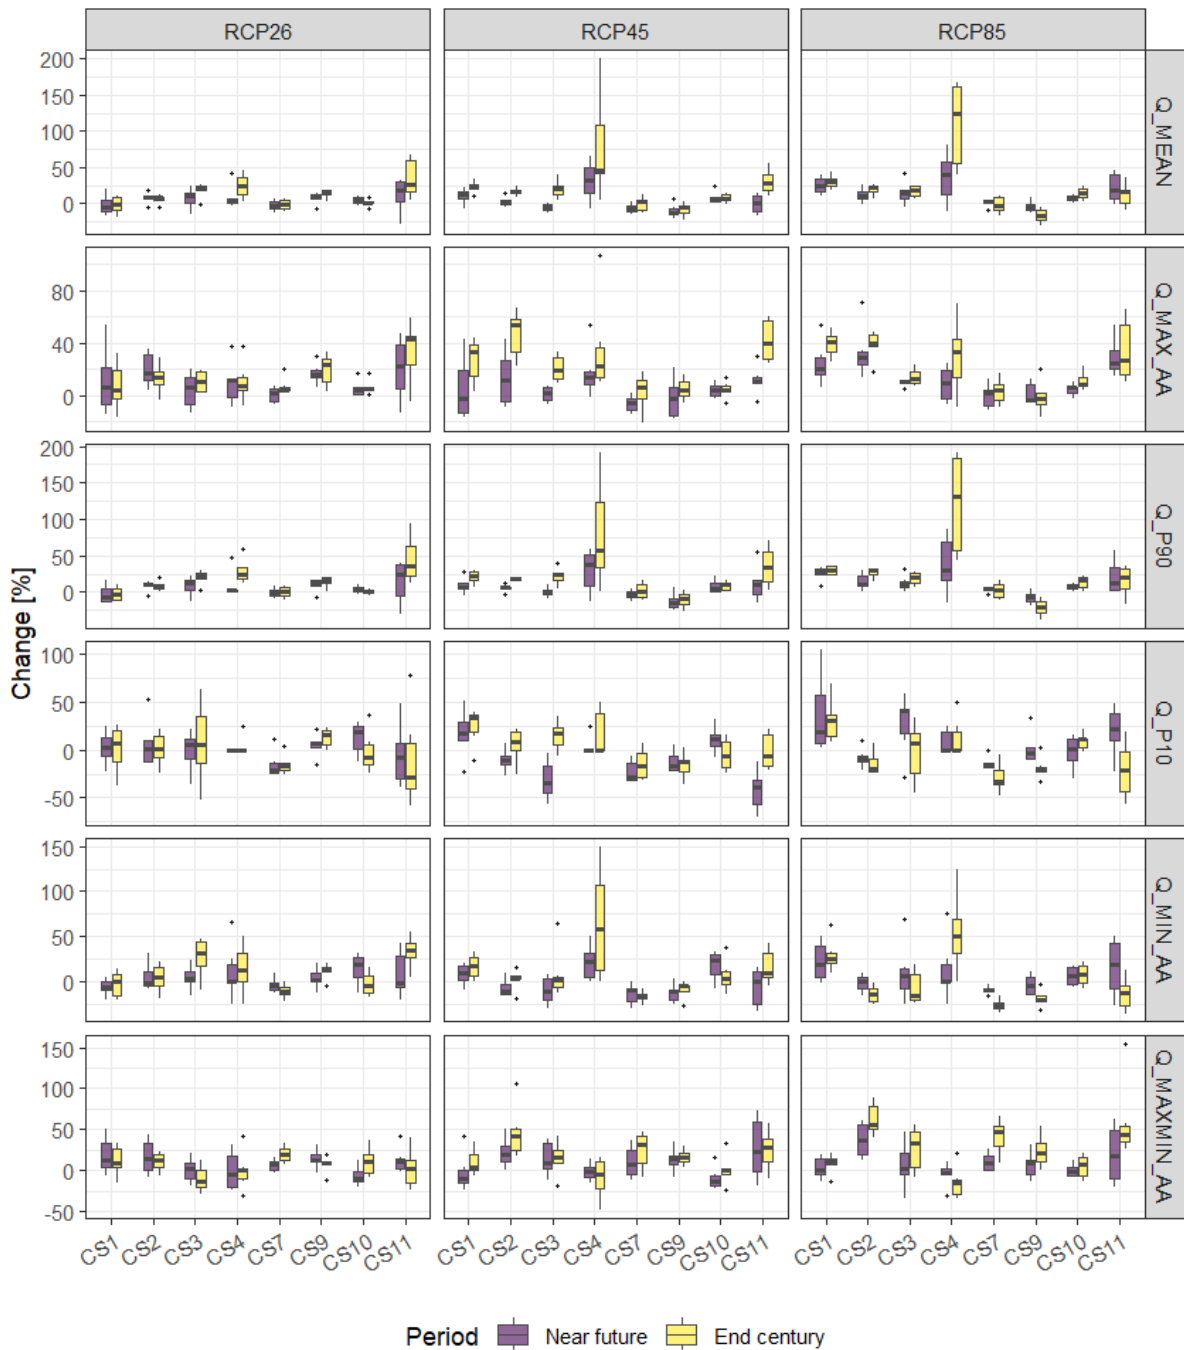 RCP26 RCP45 RCP85
200
150
100
50
0
Q_MEAN
80
40
0
Q_MAX_AA
200
150
100
50
0
Q_P90
100
50
0
-50
Q_P10
150
100
50
0
Q_MIN_AA
150
100
50
0
-50
Q_MAXMIN_AA
Change [%]
CS1 CS2 CS3 CS4 CS7 CS9 CS10 CS11 CS1 CS2 CS3 CS4 CS7 CS9 CS10 CS11 CS1 CS2 CS3 CS4 CS7 CS9 CS10 CS11
Period Near future End century